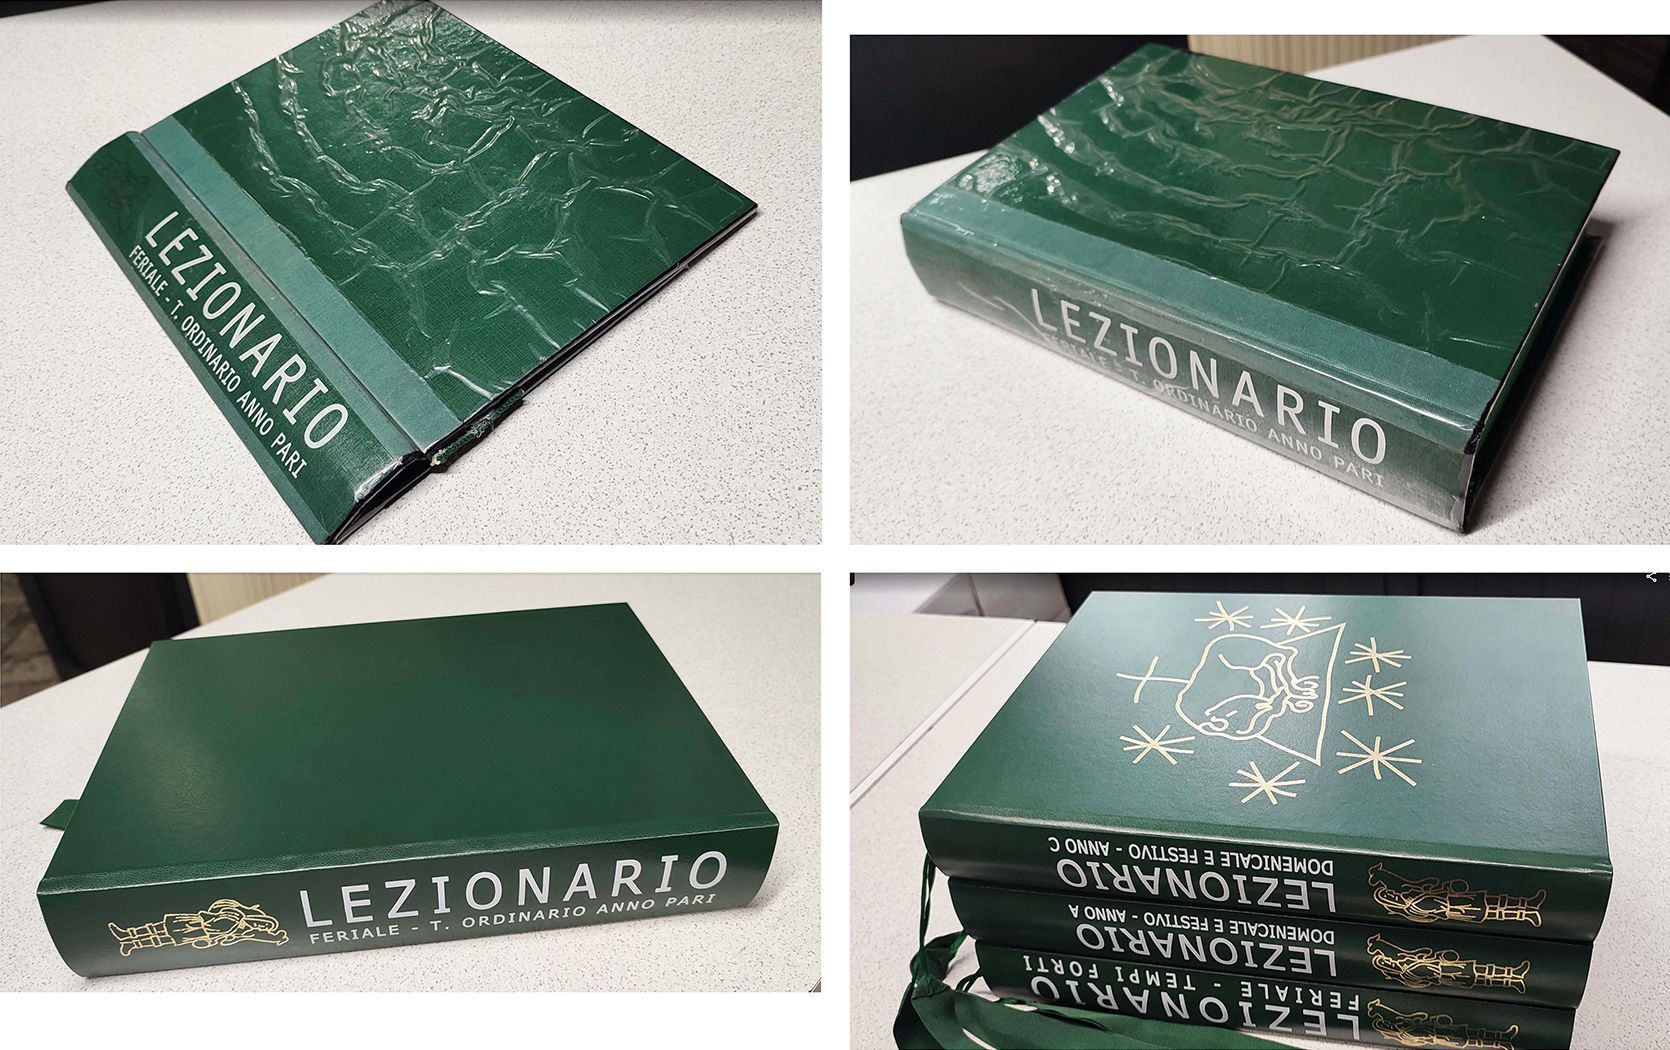 LEZIONARIO
FERIALE - T. ORDINARIO ANNO PARI
LEZIONARIO
FERIALE - T. ORDINARIO ANNO PARI
LEZIONARIO
FERIALE - T. ORDINARIO ANNO PARI
LEZIONARIO
DOMENICALE E FESTIVO - ANNO C
LEZIONARIO
DOMENICALE E FESTIVO - ANNO A
LEZIONARIO
FERIALE - TEMPI FORTI